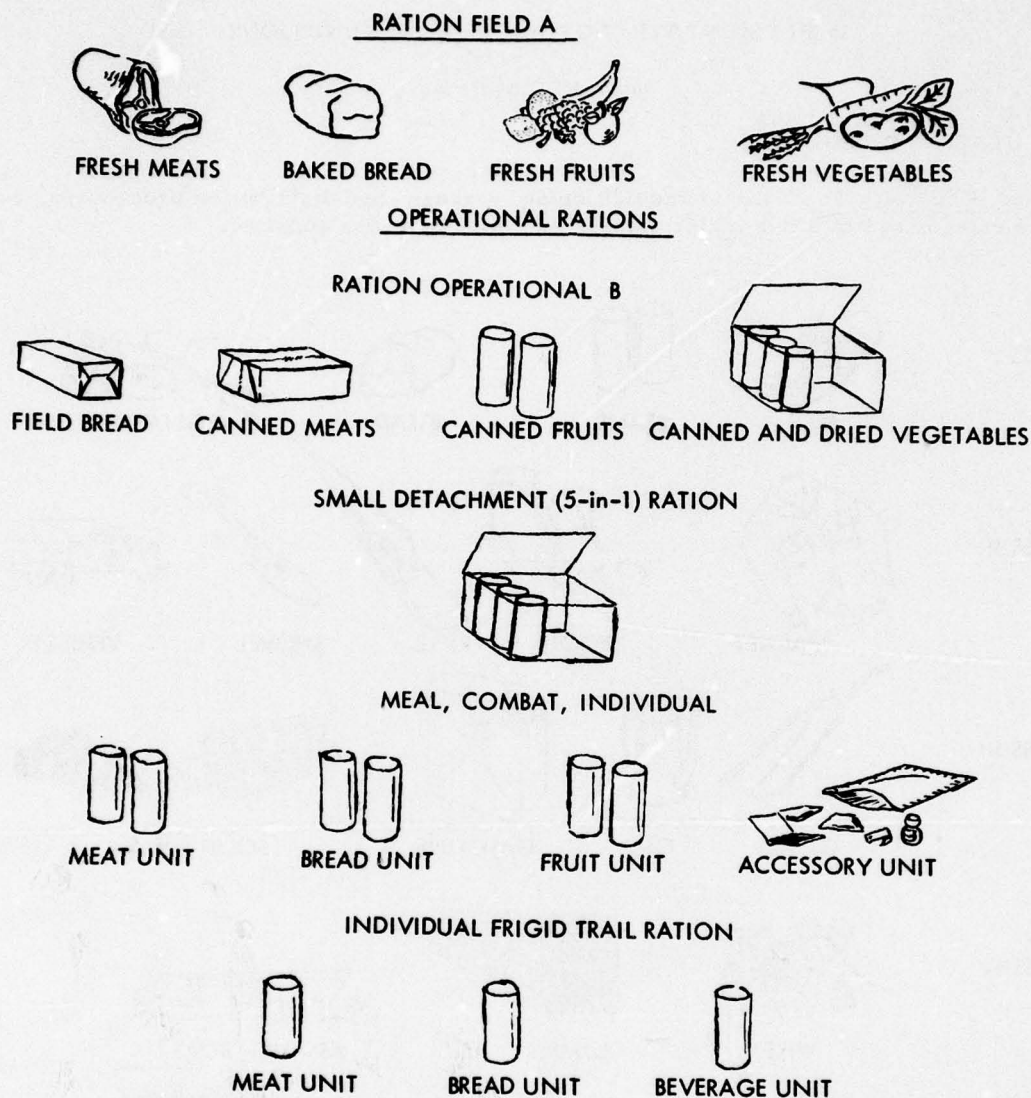 RATION FIELD A
FRESH MEATS BAKED BREAD FRESH FRUITS FRESH VEGETABLES
OPERATIONAL RATIONS
RATION OPERATIONAL B
FIELD BREAD CANNED MEATS CANNED FRUITS CANNED AND DRIED VEGETABLES
SMALL DETACHMENT (5-in-1) RATION
MEAL, COMBAT, INDIVIDUAL
MEAT UNIT BREAD UNIT FRUIT UNIT ACCESSORY UNIT
INDIVIDUAL FRIGID TRAIL RATION
MEAT UNIT BREAD UNIT BEVERAGE UNIT